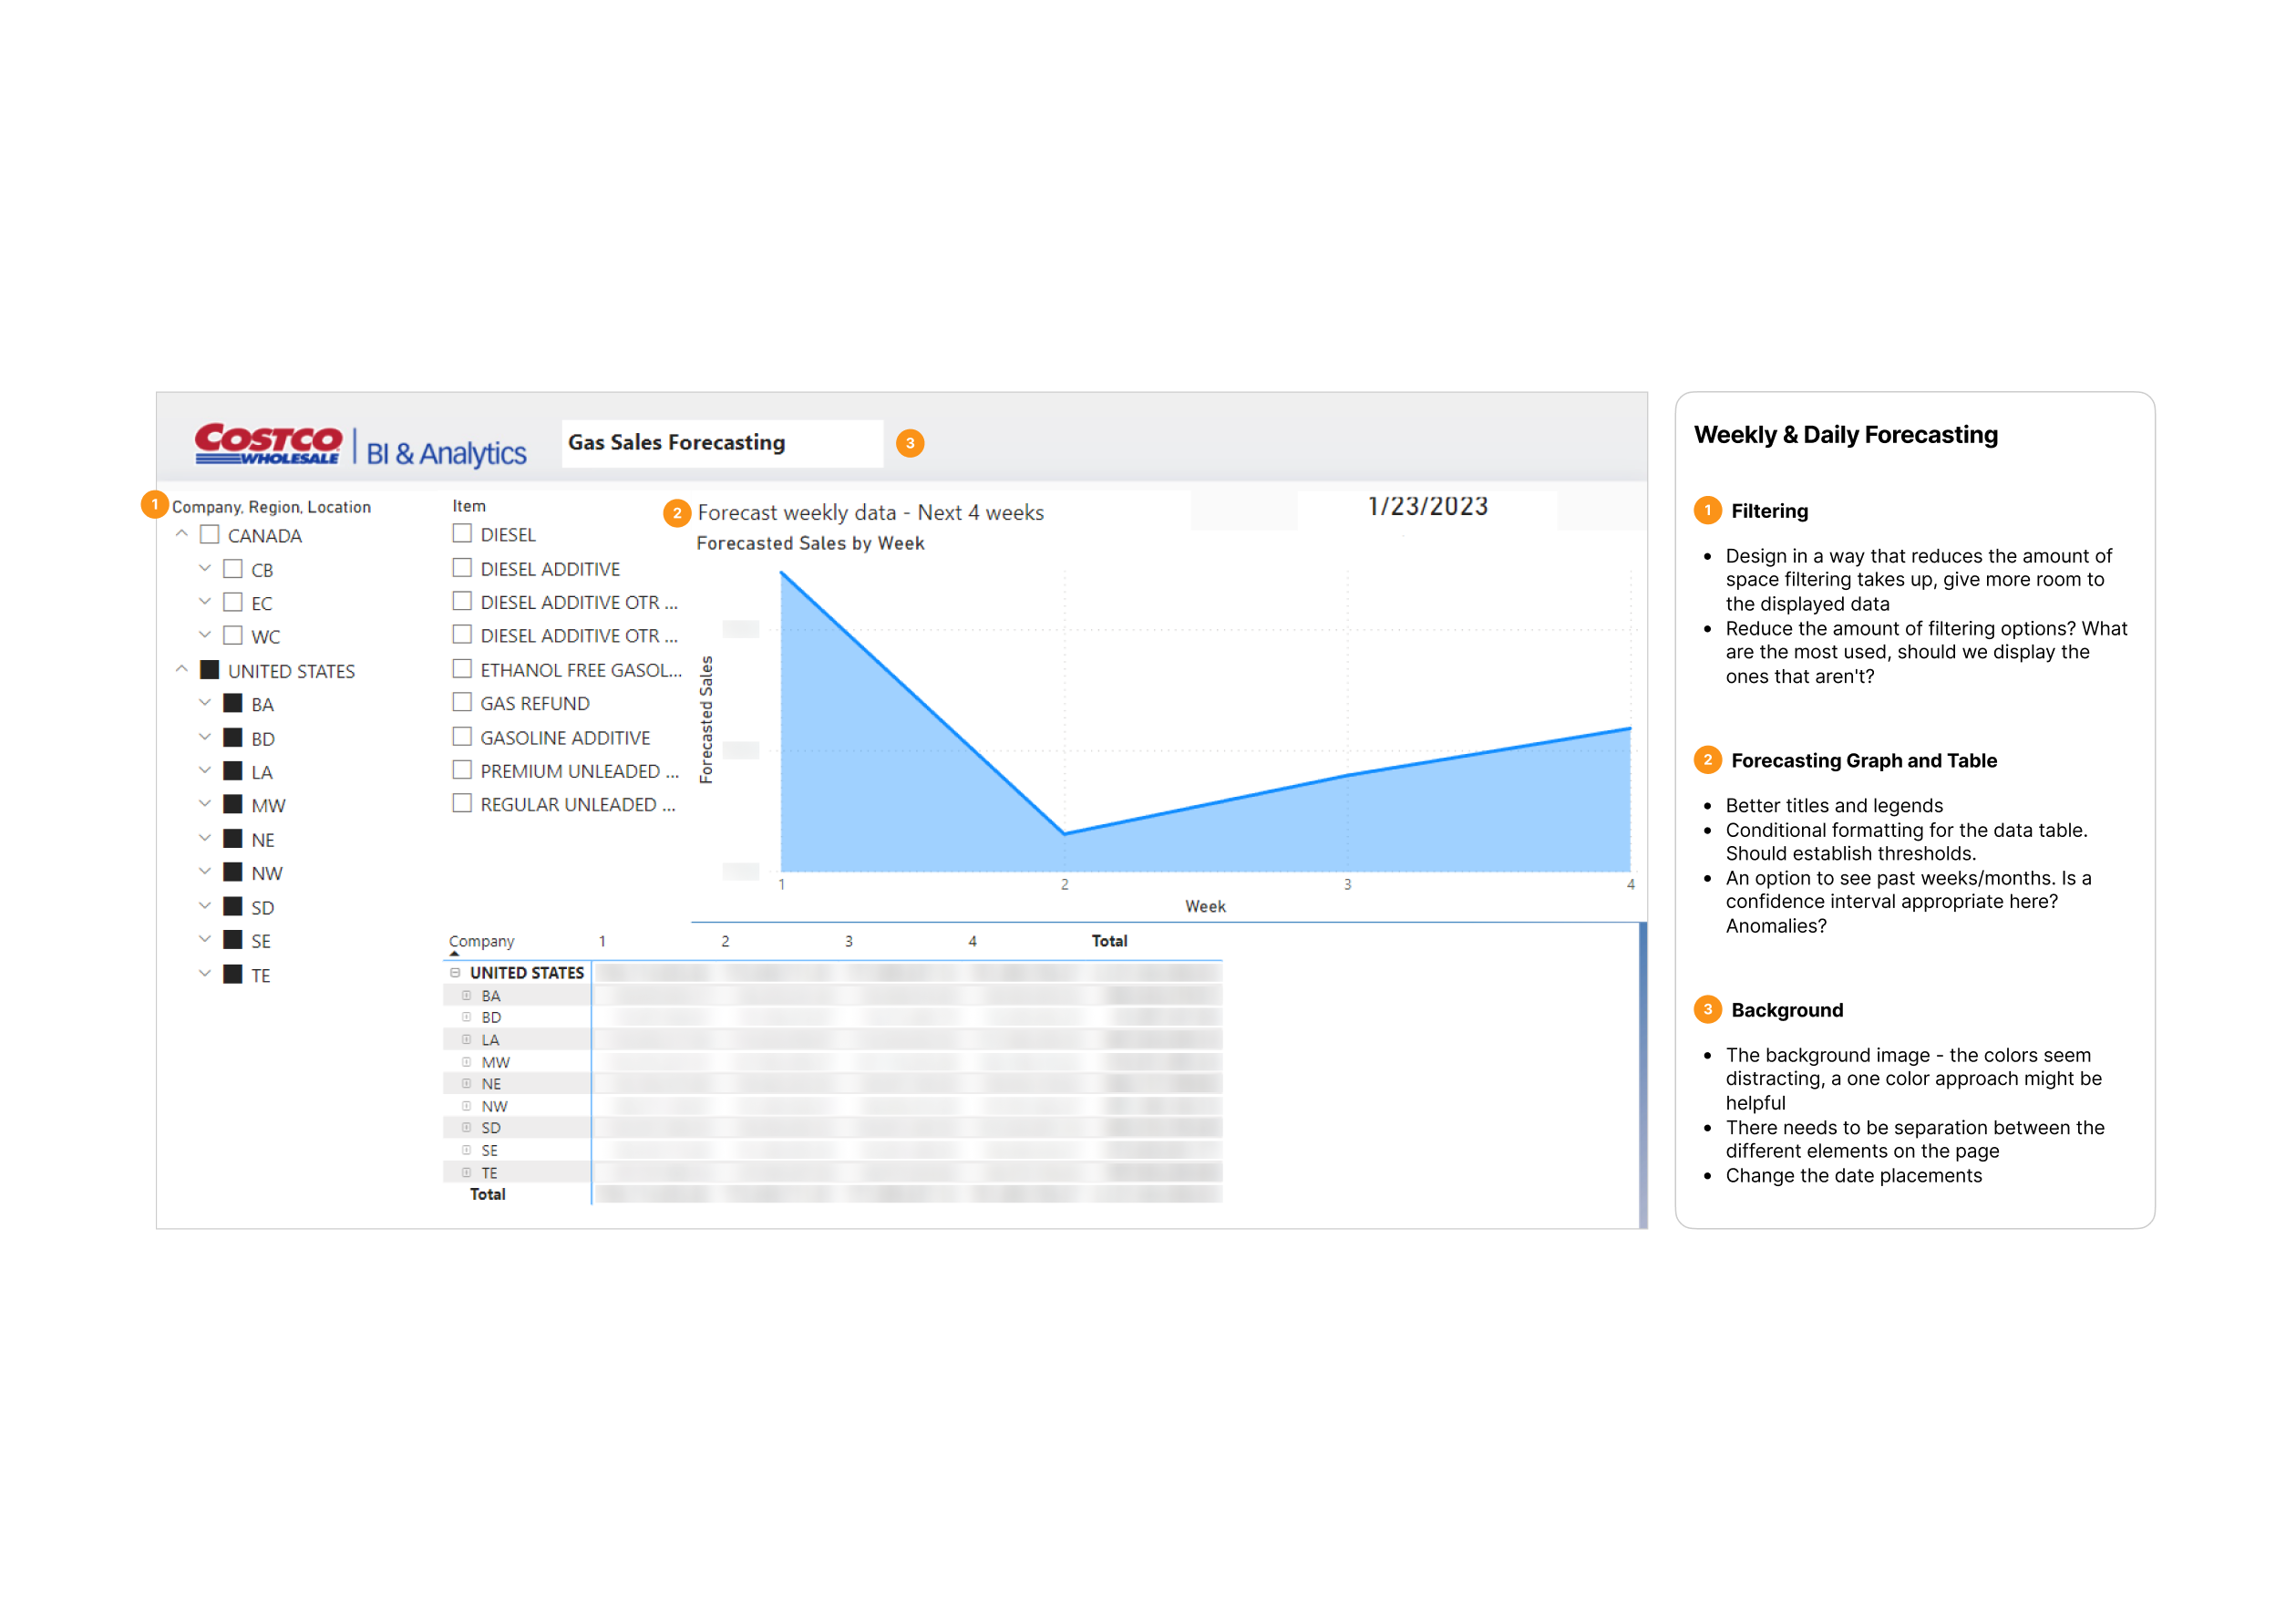 COSTCO
WHOLESALE
BI & Analytics
Gas Sales Forecasting
3
1
Company, Region, Location
CANADA
CB
EC
WC
UNITED STATES
BA
BD
LA
MW
NE
NW
SD
SE
TE
Item
DIESEL
DIESEL ADDITIVE
DIESEL ADDITIVE OTR ...
DIESEL ADDITIVE OTR ...
ETHANOL FREE GASOL...
GAS REFUND
GASOLINE ADDITIVE
PREMIUM UNLEADED ...
REGULAR UNLEADED ...
2
Forecast weekly data - Next 4 weeks
1/23/2023
Forecasted Sales by Week
Forecasted Sales
1 2 3 4
Week
Company 1 2 3 4 Total
UNITED STATES
BA
BD
LA
MW
NE
NW
SD
SE
TE
Total
Weekly & Daily Forecasting
1 Filtering
• Design in a way that reduces the amount of
space filtering takes up, give more room to
the displayed data
• Reduce the amount of filtering options? What
are the most used, should we display the
ones that aren't?
2 Forecasting Graph and Table
• Better titles and legends
• Conditional formatting for the data table.
Should establish thresholds.
• An option to see past weeks/months. Is a
confidence interval appropriate here?
Anomalies?
3 Background
• The background image - the colors seem
distracting, a one color approach might be
helpful
• There needs to be separation between the
different elements on the page
• Change the date placements